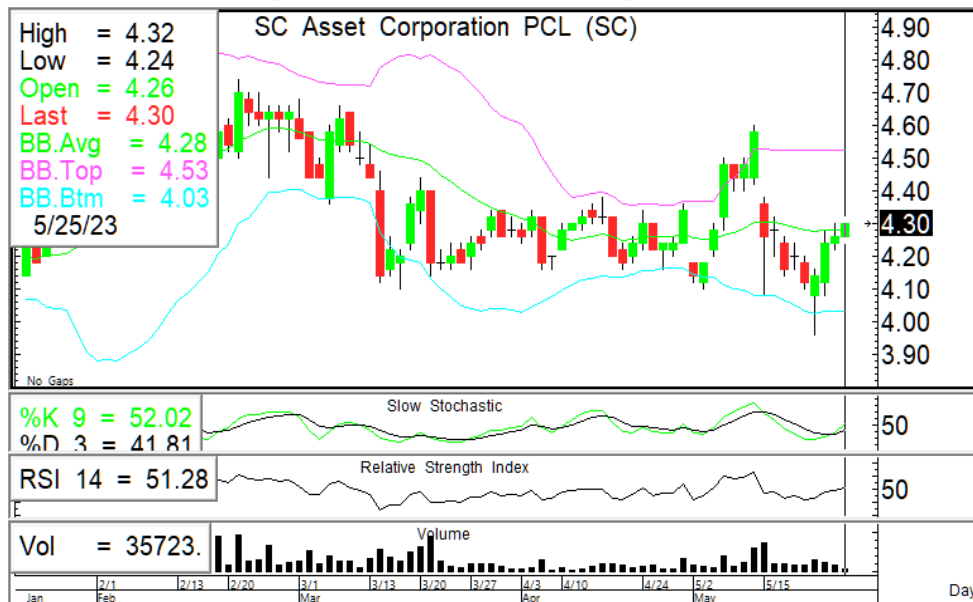 SC Asset Corporation PCL (SC)
High = 4.32
Low = 4.24
Open = 4.26
Last = 4.30
BB.Avg = 4.28
BB.Top = 4.53
BB.Btm = 4.03
5/25/23
4.90
4.80
4.70
4.60
4.50
4.40
4.30
4.20
4.10
4.00
3.90
No Gaps
Slow Stochastic
%K 9 = 52.02
%D 3 = 41.81
50
Relative Strength Index
RSI 14 = 51.28
50
Volume
Vol = 35723.
2/1 2/13 2/20 3/1 3/13 3/20 3/27 4/3 4/10 4/24 5/2 5/15
Jan Feb Mar Apr May Day